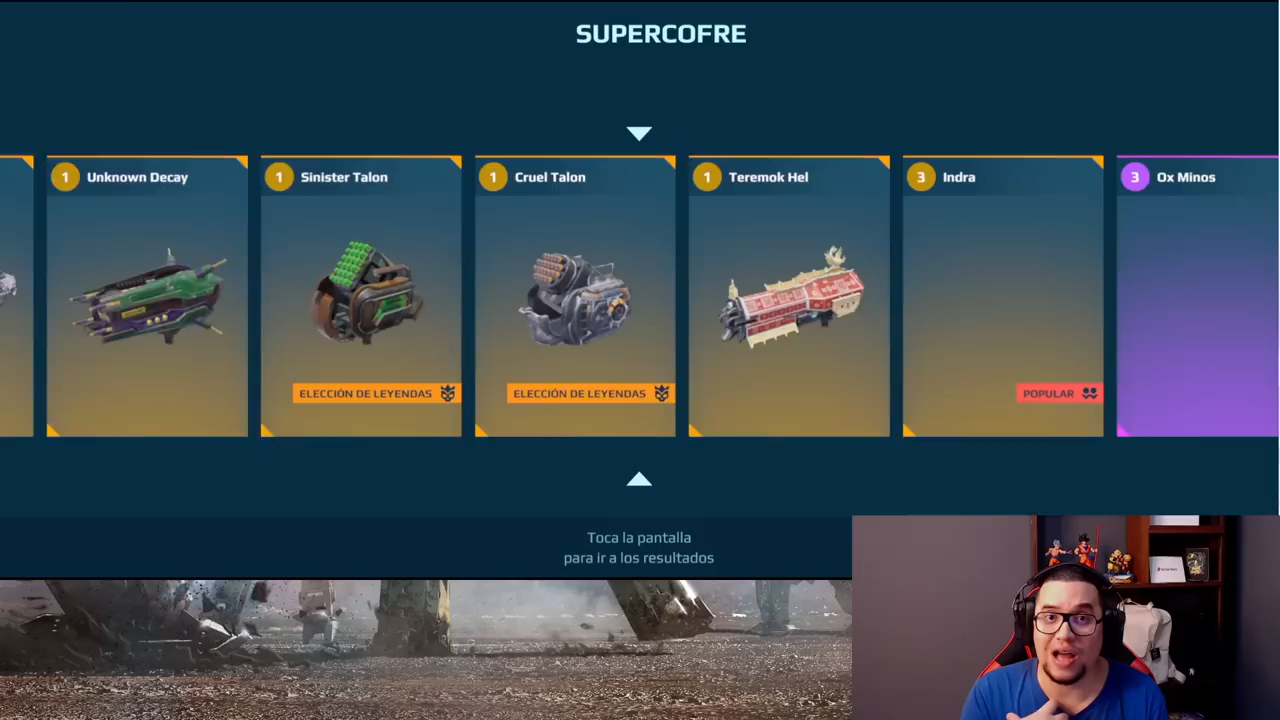 SUPERCOFRE
1 Unknown Decay
1 Sinister Talon
ELECCIÓN DE LEYENDAS
1 Cruel Talon
ELECCIÓN DE LEYENDAS
1 Teremok Hel
3 Indra
POPULAR
3 Ox Minos
Toca la pantalla
para ir a los resultados